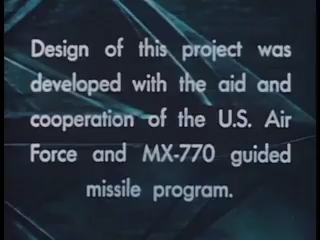 Design of this project was
developed with the aid and
cooperation of the U.S. Air
Force and MX-770 guided
missile program.